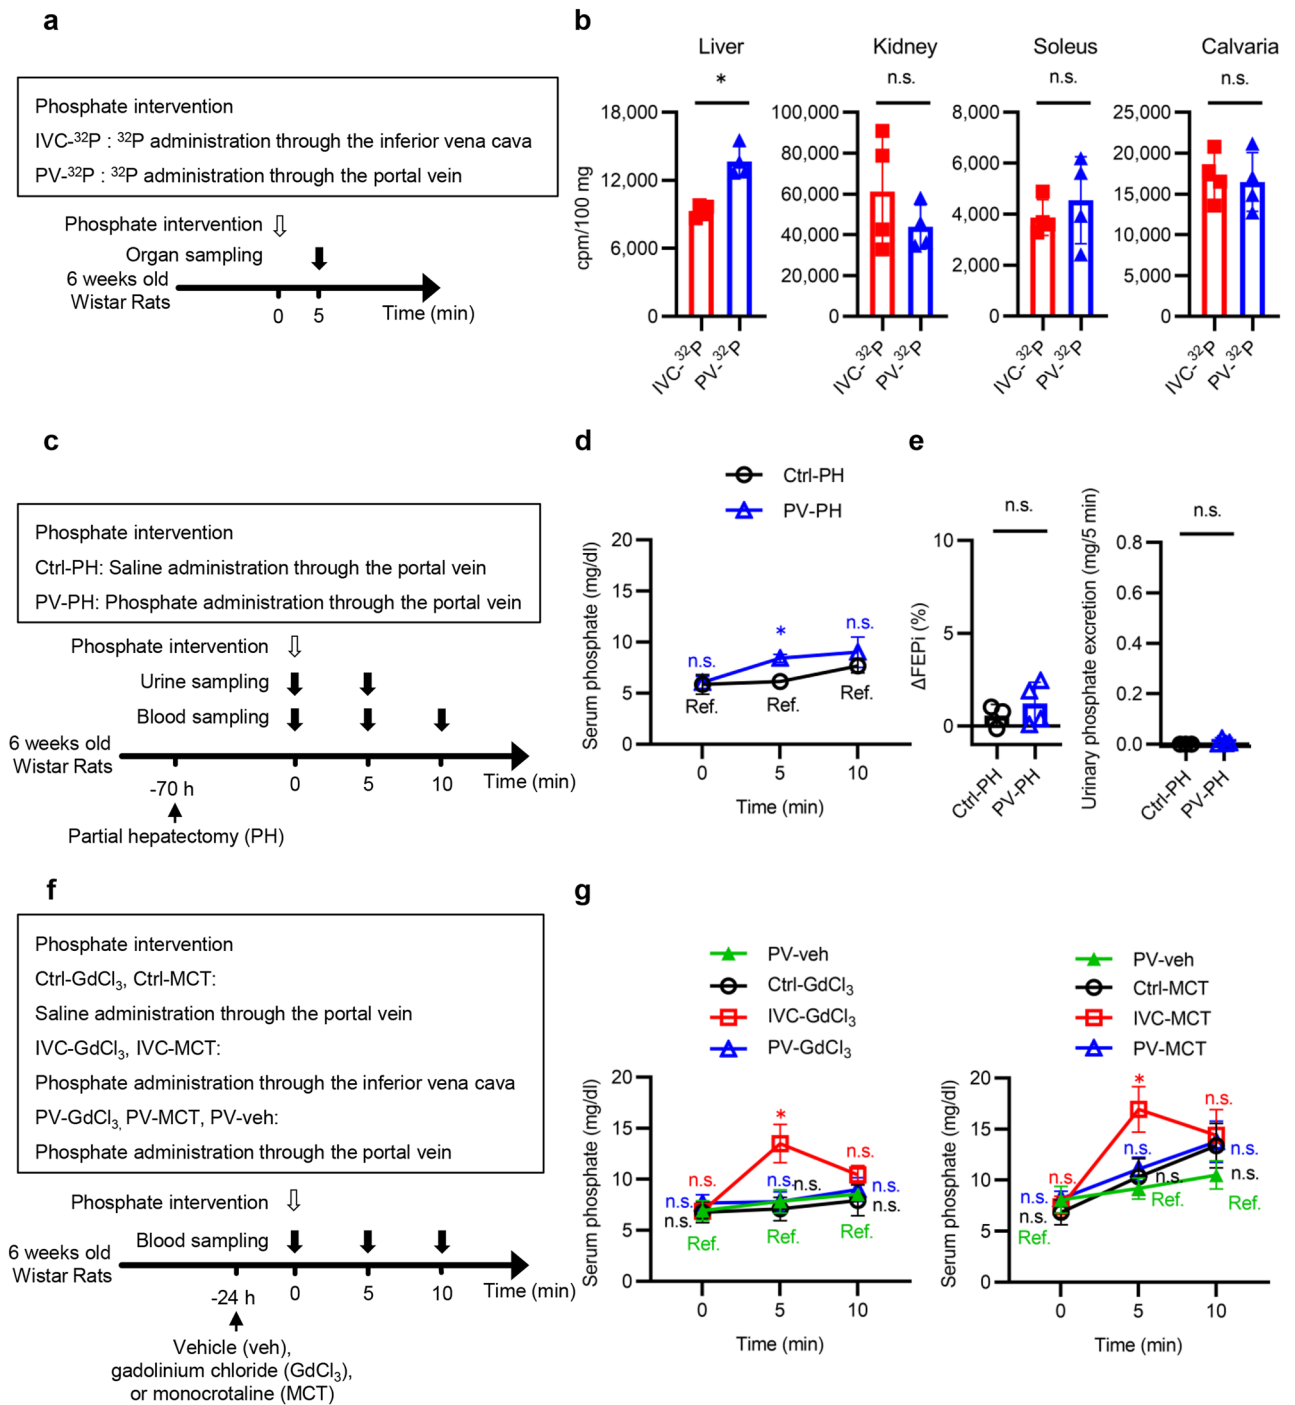 a
Phosphate intervention
IVC-³²P : ³²P administration through the inferior vena cava
PV-³²P : ³²P administration through the portal vein
Phosphate intervention
Organ sampling
6 weeks old
Wistar Rats
0
5
Time (min)
b
Liver
*
cpm/100 mg
18,000
12,000
6,000
0
IVC-³²P
PV-³²P
Kidney
n.s.
100,000
80,000
60,000
40,000
20,000
0
IVC-³²P
PV-³²P
Soleus
n.s.
8,000
6,000
4,000
2,000
0
IVC-³²P
PV-³²P
Calvaria
n.s.
25,000
20,000
15,000
10,000
5,000
0
IVC-³²P
PV-³²P
c
Phosphate intervention
Ctrl-PH: Saline administration through the portal vein
PV-PH: Phosphate administration through the portal vein
Phosphate intervention
Urine sampling
Blood sampling
6 weeks old
Wistar Rats
-70 h
0
5
10
Time (min)
Partial hepatectomy (PH)
d
Ctrl-PH
PV-PH
Serum phosphate (mg/dl)
20
15
10
5
0
n.s.
*
n.s.
Ref.
Ref.
Ref.
0
5
10
Time (min)
e
n.s.
ΔFEPi (%)
10
5
0
Ctrl-PH
PV-PH
n.s.
Urinary phosphate excretion (mg/5 min)
0.8
0.6
0.4
0.2
0.0
Ctrl-PH
PV-PH
f
Phosphate intervention
Ctrl-GdCl₃, Ctrl-MCT:
Saline administration through the portal vein
IVC-GdCl₃, IVC-MCT:
Phosphate administration through the inferior vena cava
PV-GdCl₃, PV-MCT, PV-veh:
Phosphate administration through the portal vein
Phosphate intervention
Blood sampling
6 weeks old
Wistar Rats
-24 h
0
5
10
Time (min)
Vehicle (veh),
gadolinium chloride (GdCl₃),
or monocrotaline (MCT)
g
PV-veh
Ctrl-GdCl₃
IVC-GdCl₃
PV-GdCl₃
Serum phosphate (mg/dl)
20
15
10
5
0
*
n.s.
n.s.
n.s.
n.s.
n.s.
n.s.
n.s.
n.s.
Ref.
Ref.
Ref.
0
5
10
Time (min)
PV-veh
Ctrl-MCT
IVC-MCT
PV-MCT
Serum phosphate (mg/dl)
20
15
10
5
0
*
n.s.
n.s.
n.s.
n.s.
n.s.
n.s.
n.s.
n.s.
Ref.
Ref.
Ref.
0
5
10
Time (min)